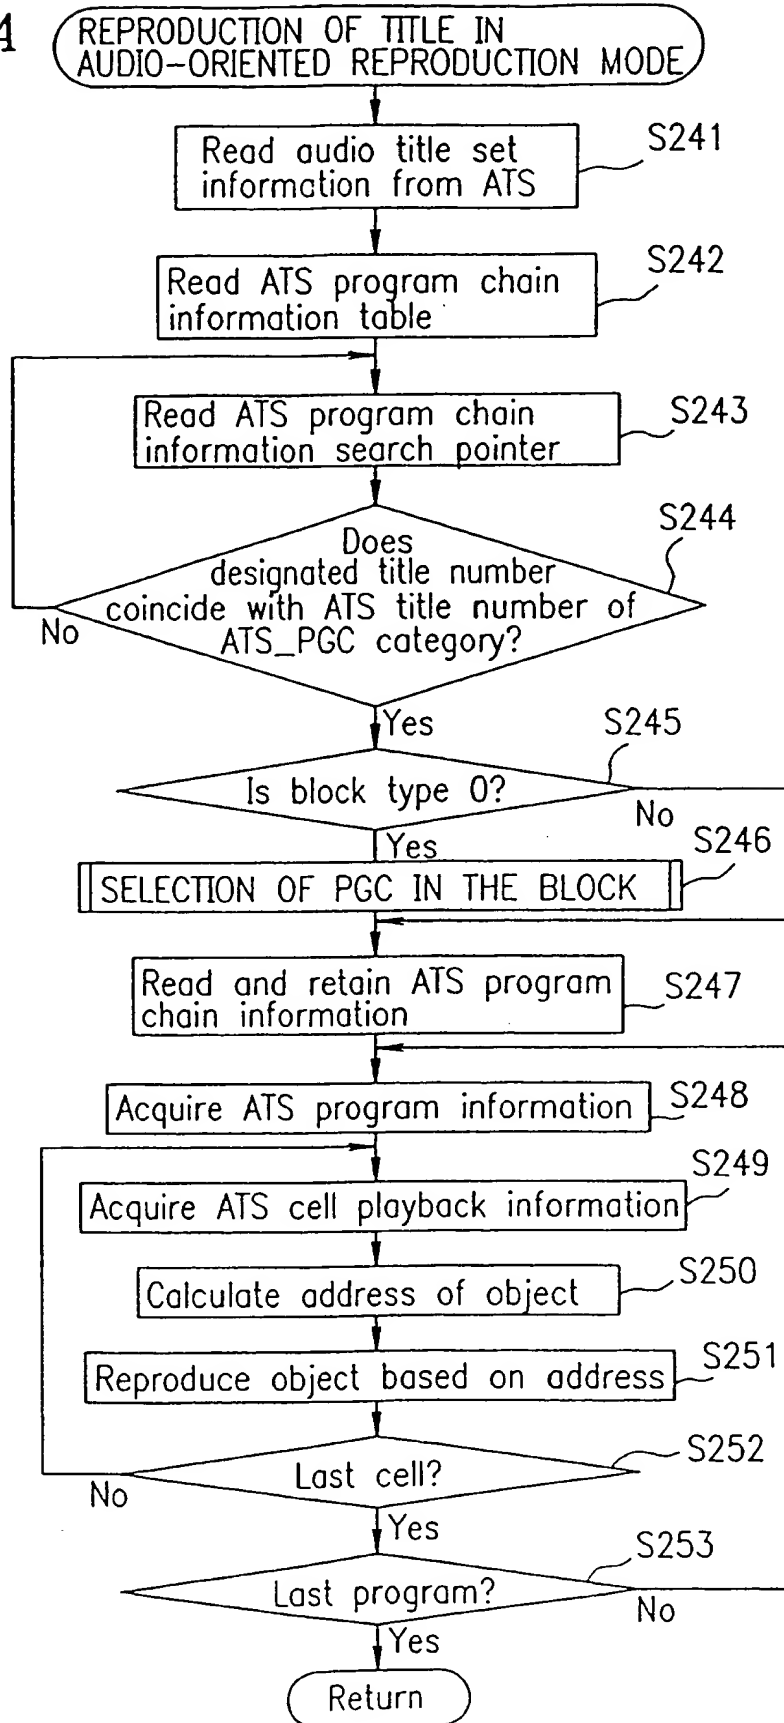 4
REPRODUCTION OF TITLE IN
AUDIO-ORIENTED REPRODUCTION MODE
S241
Read audio title set
information from ATS
S242
Read ATS program chain
information table
S243
Read ATS program chain
information search pointer
S244
Does
designated title number
coincide with ATS title number of
ATS_PGC category?
No
Yes
S245
Is block type 0?
No
Yes
S246
SELECTION OF PGC IN THE BLOCK
Read and retain ATS program
chain information
S247
Acquire ATS program information
S248
S249
Acquire ATS cell playback information
S250
Calculate address of object
S251
Reproduce object based on address
S252
Last cell?
No
Yes
S253
Last program?
No
Yes
Return